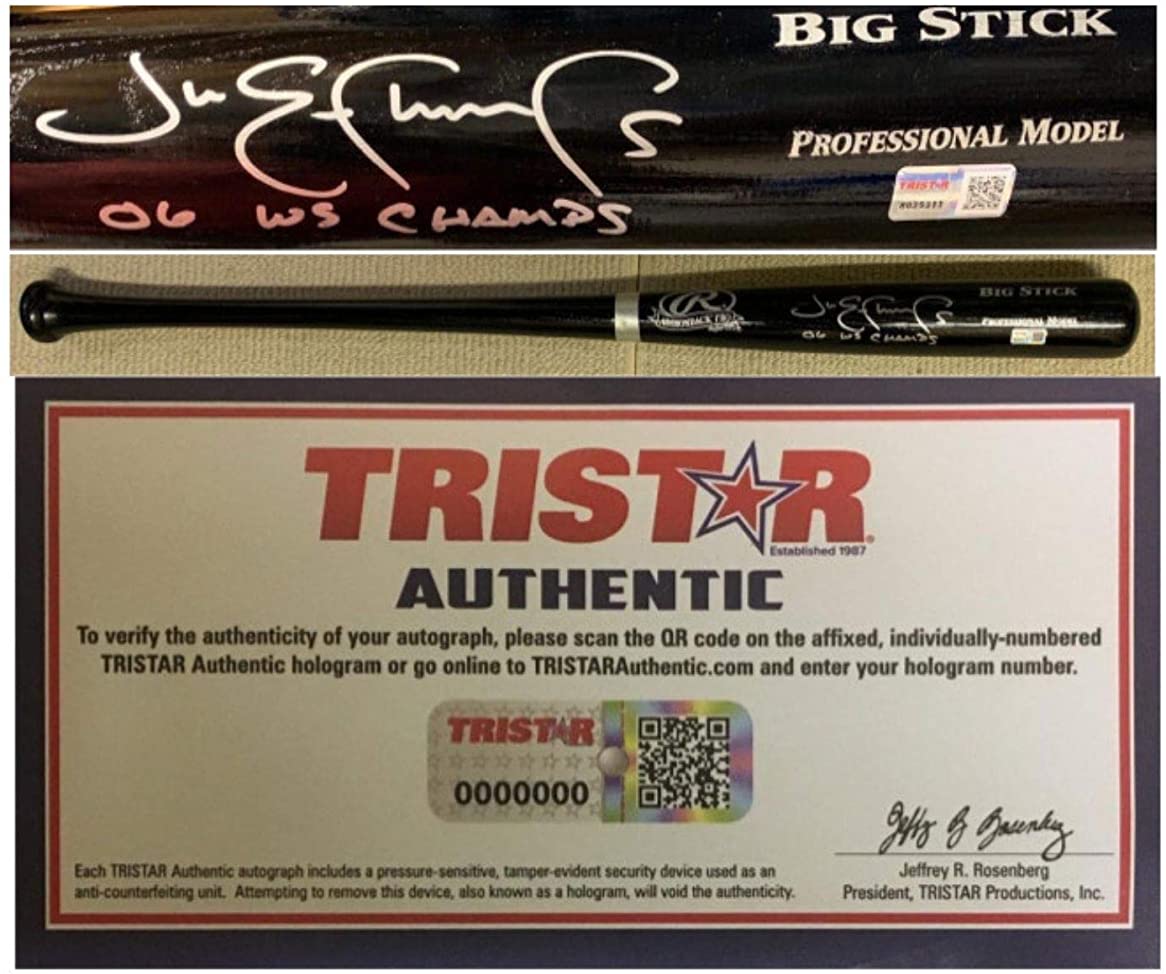 BIG STICK
PROFESSIONAL MODEL
TRISTAR
06 WS CHAMPS
BIG STICK
PROFESSIONAL MODEL
06 WS CHAMPS
TRISTAR
Established 1987
AUTHENTIC
To verify the authenticity of your autograph, please scan the QR code on the affixed, individually-numbered
TRISTAR Authentic hologram or go online to TRISTARAuthentic.com and enter your hologram number.
TRISTAR
0000000
Each TRISTAR Authentic autograph includes a pressure-sensitive, tamper-evident security device used as an
anti-counterfeiting unit. Attempting to remove this device, also known as a hologram, will void the authenticity.
Jeffrey R. Rosenberg
President, TRISTAR Productions, Inc.